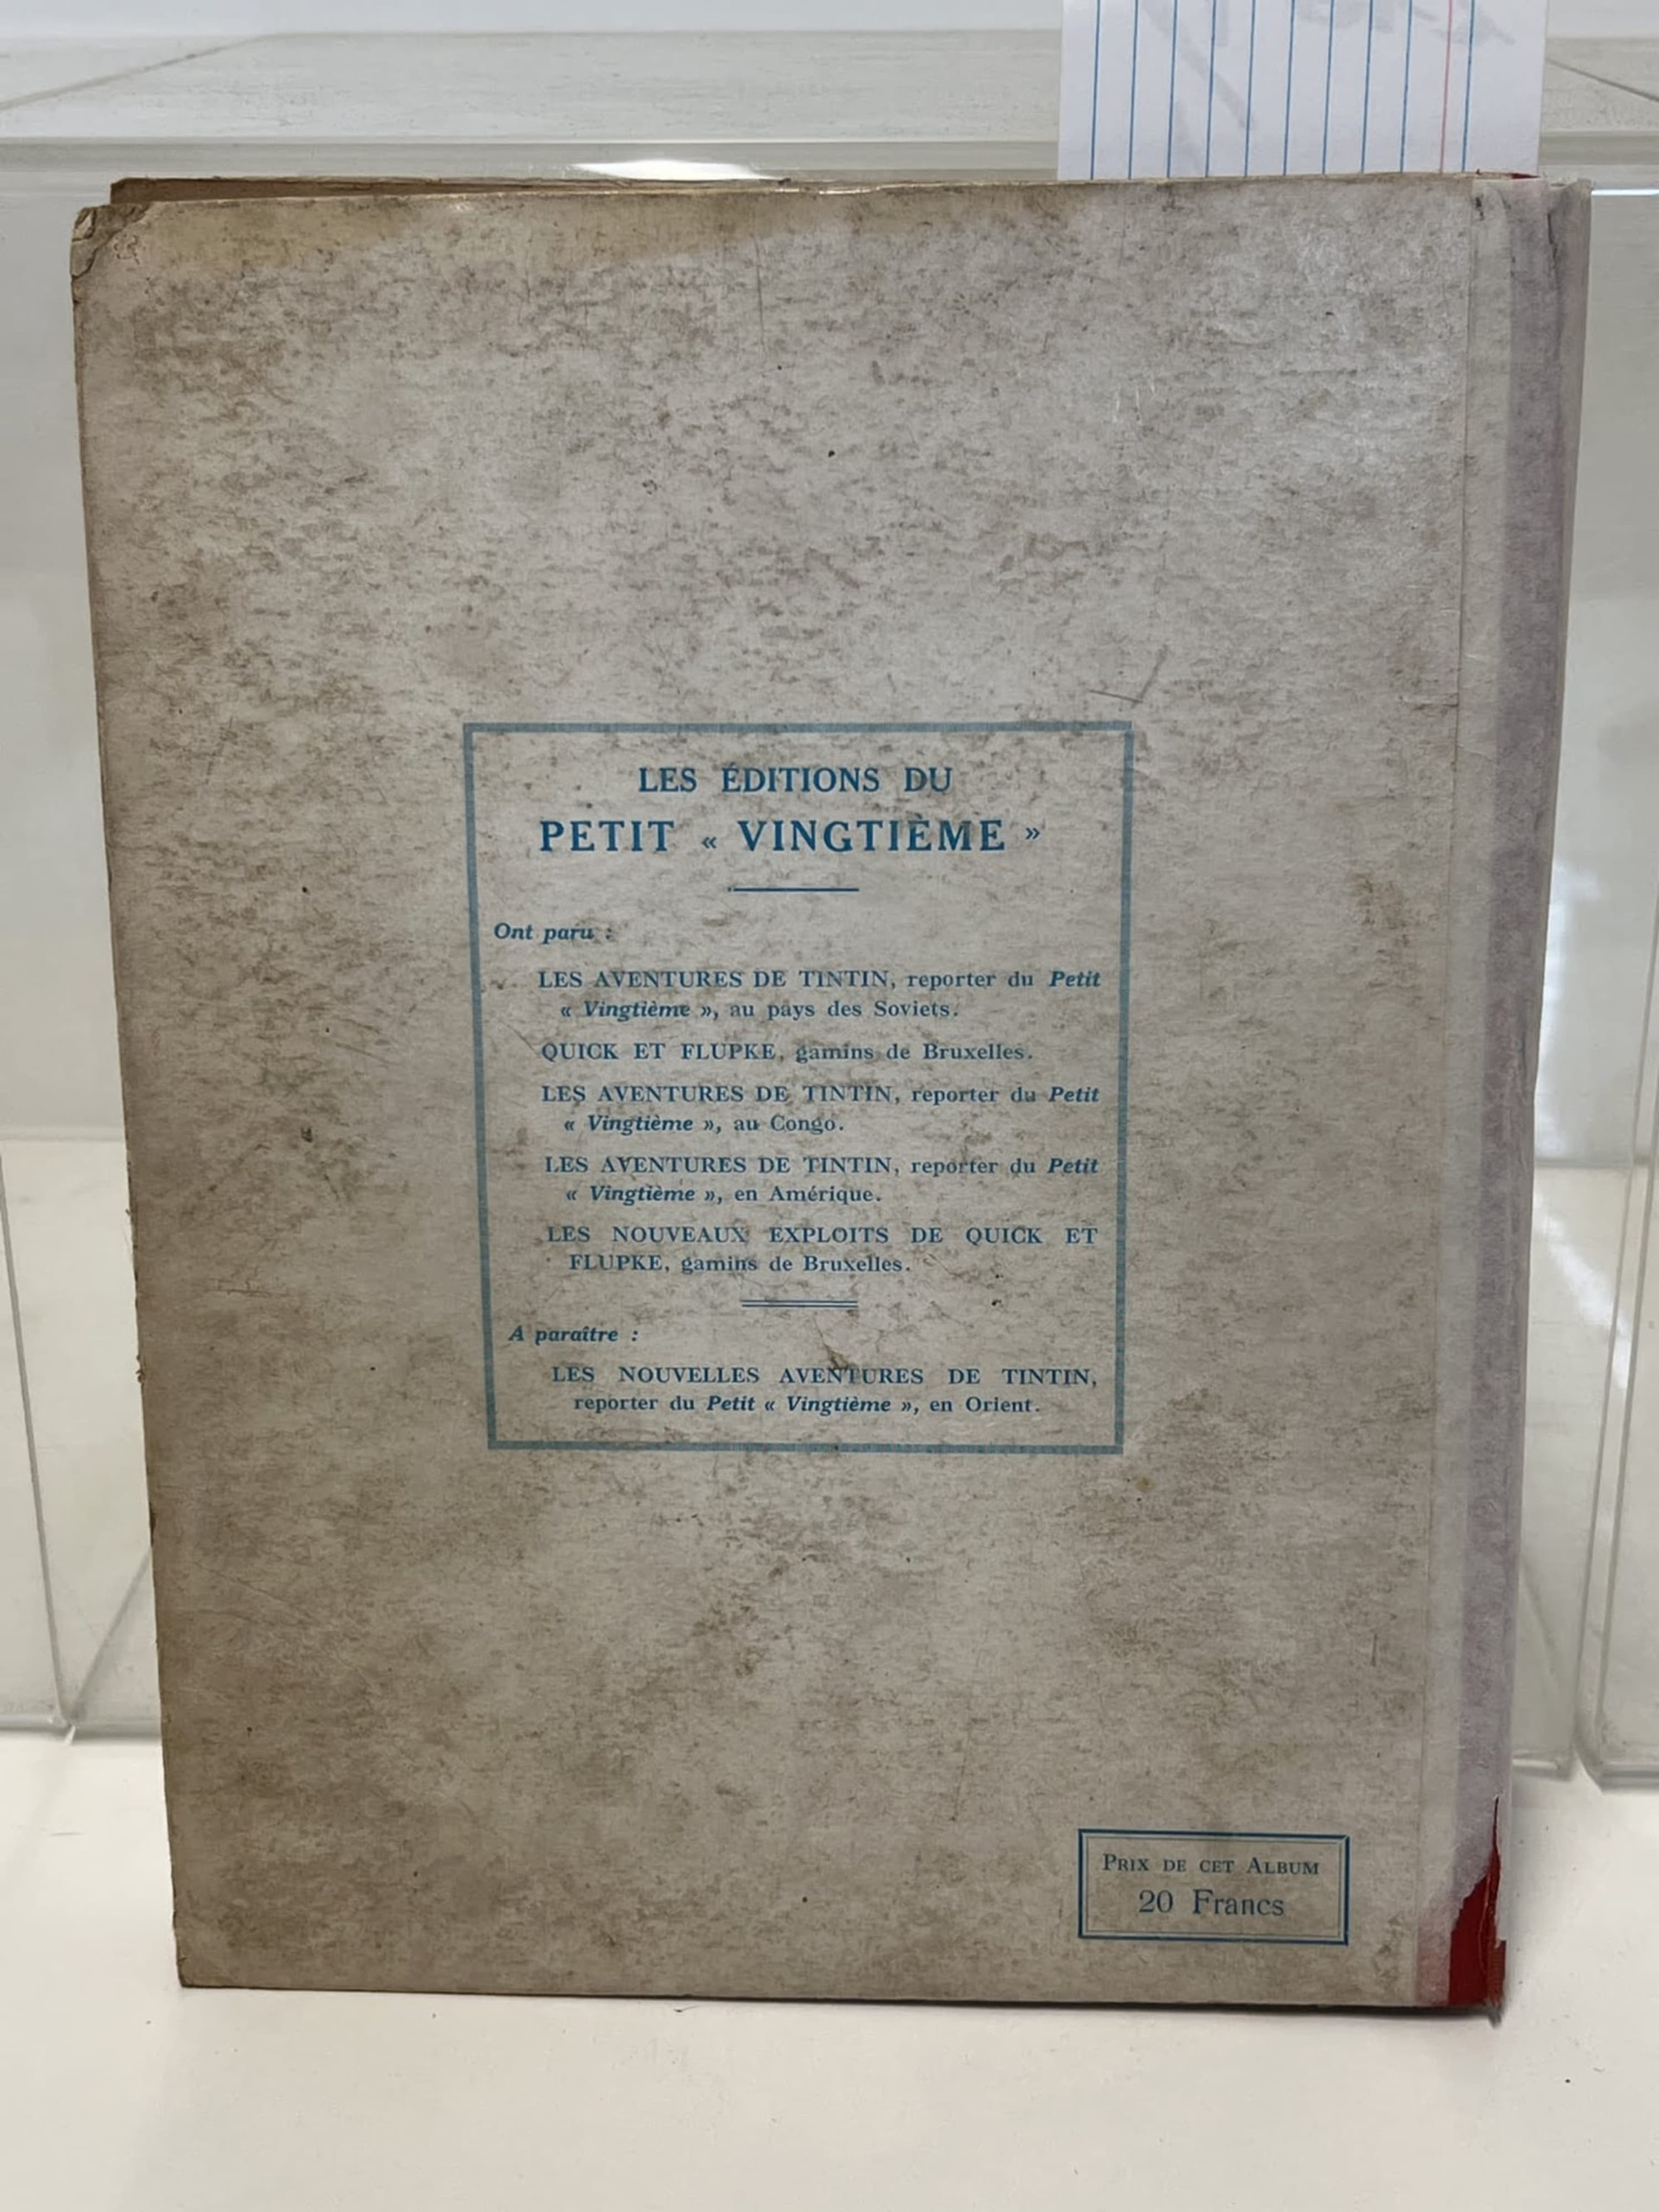 LES ÉDITIONS DU
PETIT « VINGTIÈME »
Ont paru :
LES AVENTURES DE TINTIN, reporter du Petit
« Vingtième », au pays des Soviets.
QUICK ET FLUPKE, gamins de Bruxelles.
LES AVENTURES DE TINTIN, reporter du Petit
« Vingtième », au Congo.
LES AVENTURES DE TINTIN, reporter du Petit
« Vingtième », en Amérique.
LES NOUVEAUX EXPLOITS DE QUICK ET
FLUPKE, gamins de Bruxelles.
A paraître :
LES NOUVELLES AVENTURES DE TINTIN,
reporter du Petit « Vingtième », en Orient.
PRIX DE CET ALBUM
20 Francs